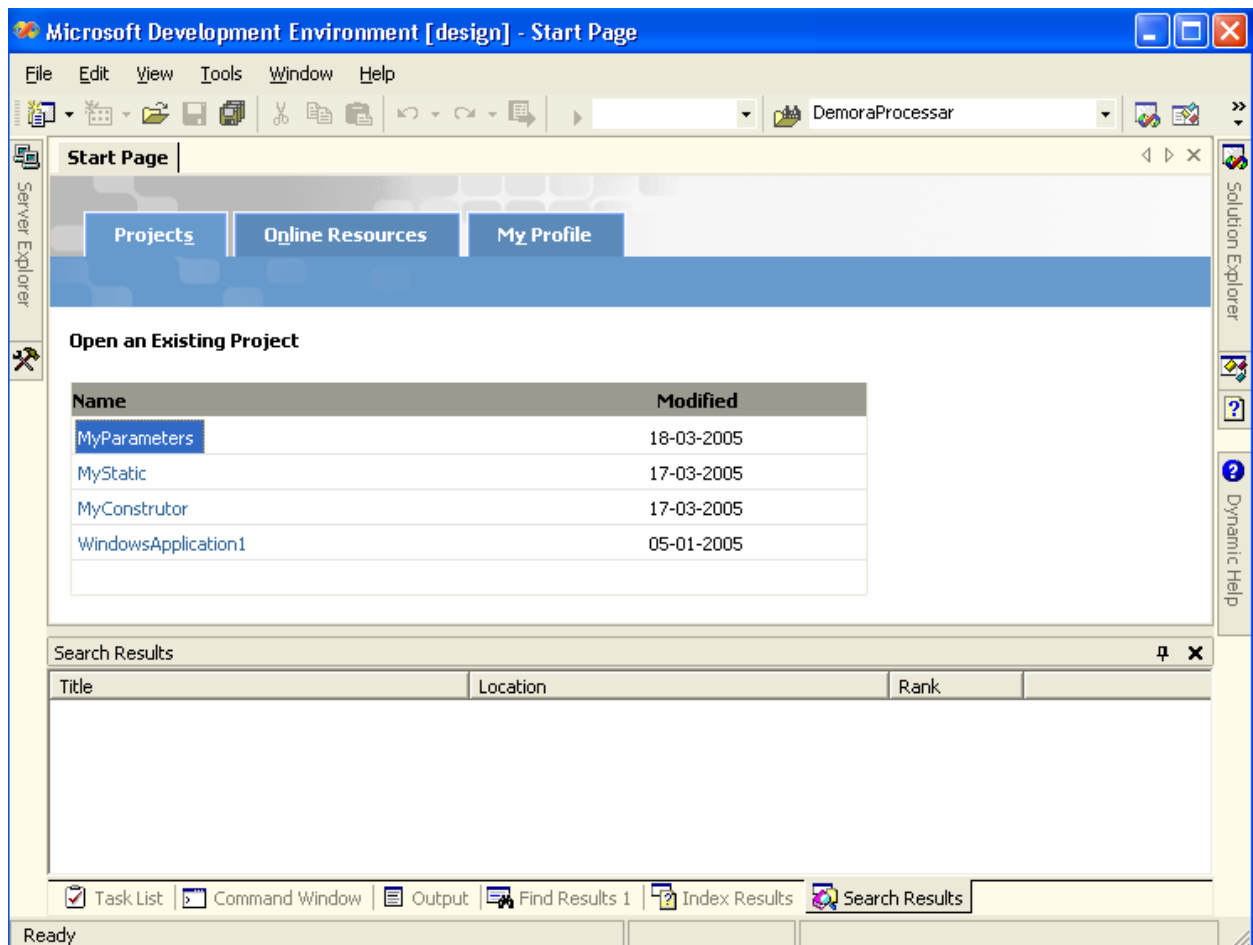 Microsoft Development Environment [design] - Start Page
File Edit View Tools Window Help
DemoraProcessar
Start Page
Server Explorer
Solution Explorer
Dynamic Help
Projects Online Resources My Profile
Open an Existing Project
Name Modified
MyParameters 18-03-2005
MyStatic 17-03-2005
MyConstrutor 17-03-2005
WindowsApplication1 05-01-2005
Search Results
Title Location Rank
Task List Command Window Output Find Results 1 Index Results Search Results
Ready